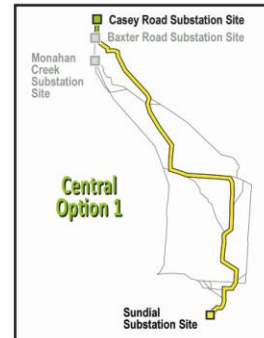 Casey Road Substation Site
Baxter Road Substation Site
Monahan
Creek
Substation
Site
Central
Option 1
Sundial
Substation Site